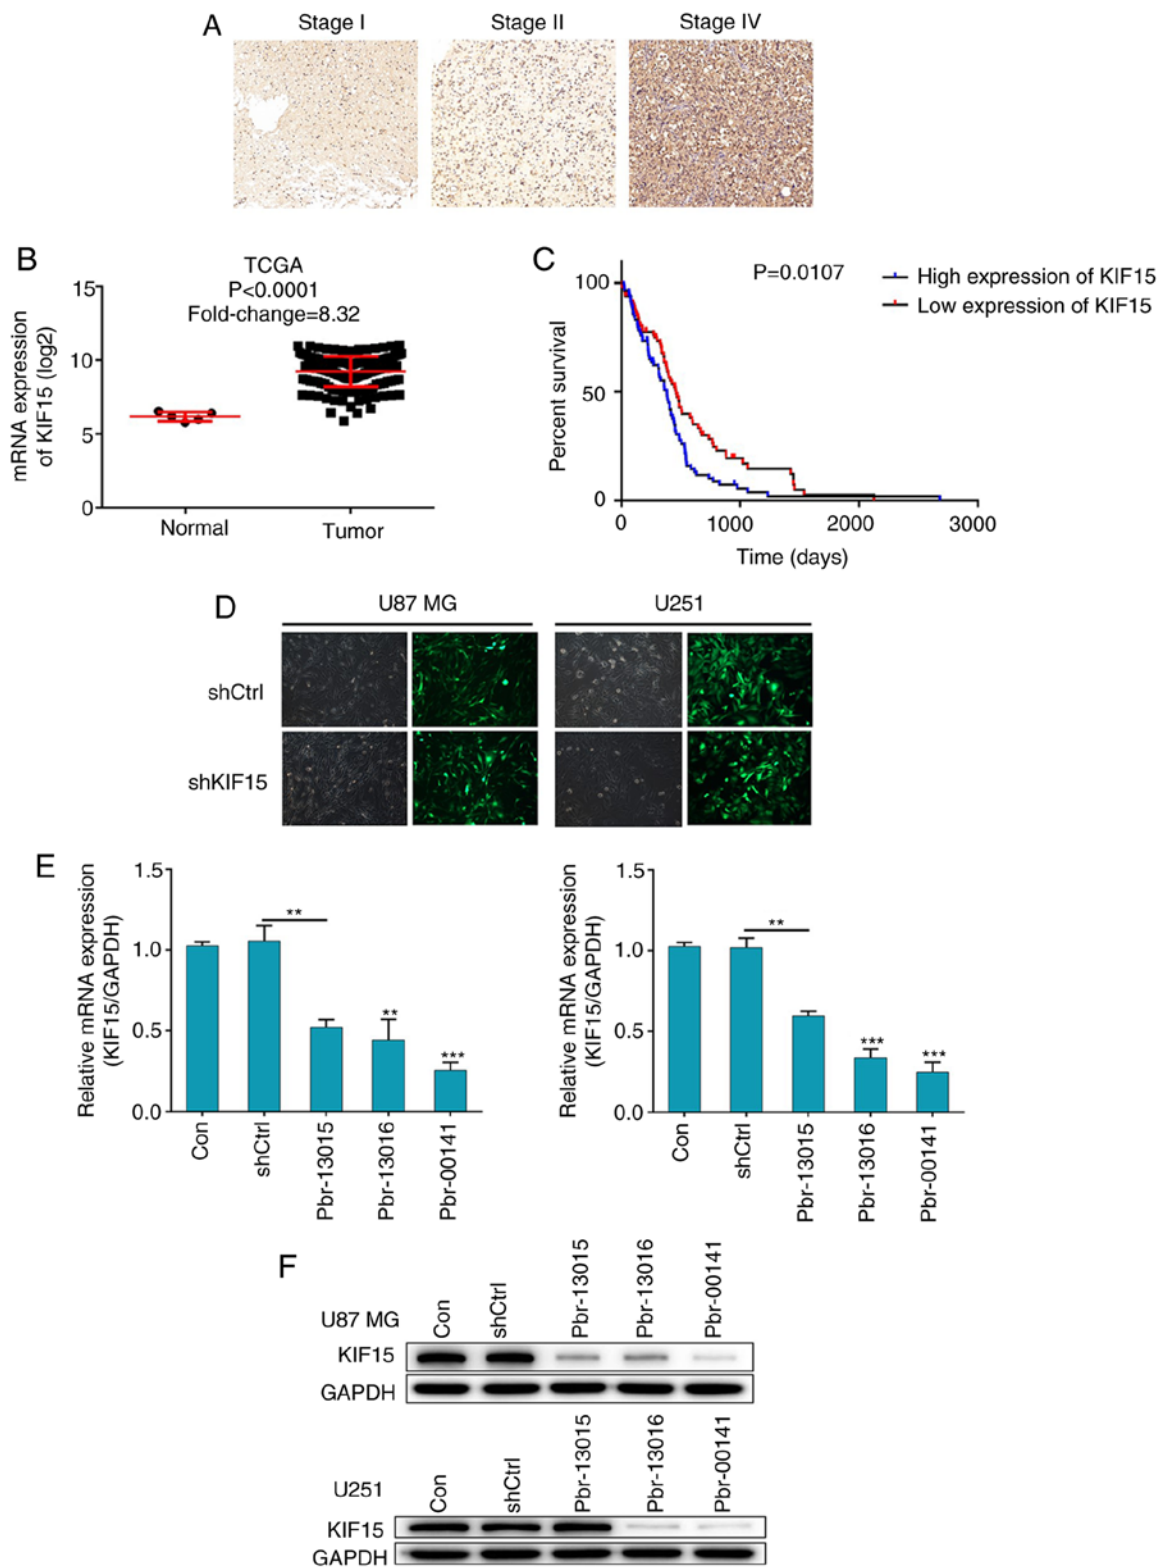 A
Stage I
Stage II
Stage IV
B
TCGA
P<0.0001
Fold-change=8.32
mRNA expression
of KIF15 (log2)
15
10
5
0
Normal
Tumor
C
P=0.0107
High expression of KIF15
Low expression of KIF15
Percent survival
100
50
0
0
1000
2000
3000
Time (days)
D
U87 MG
U251
shCtrl
shKIF15
E
Relative mRNA expression
(KIF15/GAPDH)
1.5
1.0
0.5
0.0
**
**
***
Con
shCtrl
Pbr-13015
Pbr-13016
Pbr-00141
Relative mRNA expression
(KIF15/GAPDH)
1.5
1.0
0.5
0.0
**
***
***
Con
shCtrl
Pbr-13015
Pbr-13016
Pbr-00141
F
U87 MG
Con
shCtrl
Pbr-13015
Pbr-13016
Pbr-00141
KIF15
GAPDH
U251
Con
shCtrl
Pbr-13015
Pbr-13016
Pbr-00141
KIF15
GAPDH